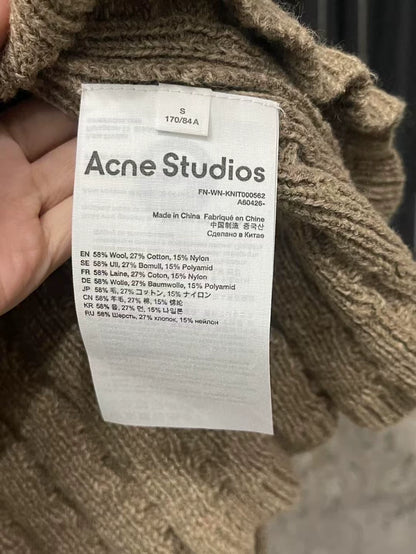 S
170/84A
Acne Studios
FN-WN-KNIT000562
A60426-
Made in China Fabriqué en Chine
中国制造 중국산
Сделано в Китае
EN 58% Wool, 27% Cotton, 15% Nylon
SE 58% Ull, 27% Bomull, 15% Polyamid
FR 58% Laine, 27% Coton, 15% Nylon
DE 58% Wolle, 27% Baumwolle, 15% Polyamid
JP 58% 毛, 27% コットン, 15% ナイロン
CN 58% 羊毛, 27% 棉, 15% 锦纶
KR 58% 울, 27% 면, 15% 나일론
RU 58% Шерсть, 27% хлопок, 15% нейлон